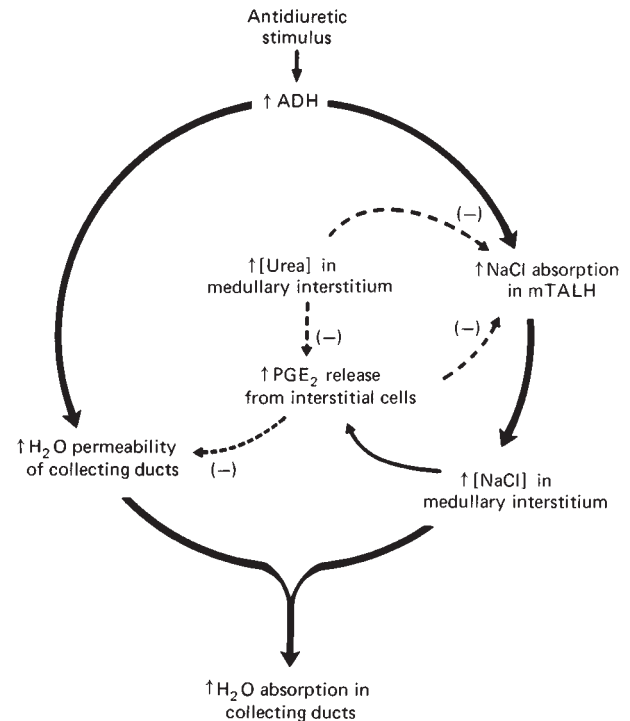 Antidiuretic
stimulus
↑ ADH
(−)
↑[Urea] in
medullary interstitium
↑NaCl absorption
in mTALH
(−)
(−)
↑PGE₂ release
from interstitial cells
↑H₂O permeability
of collecting ducts
(−)
↑[NaCl] in
medullary interstitium
↑H₂O absorption in
collecting ducts